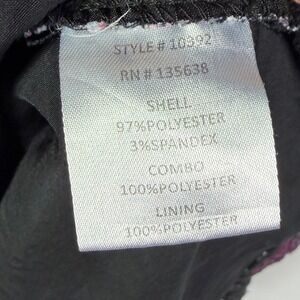 STYLE # 10392
RN # 135638
SHELL
97%POLYESTER
3%SPANDEX
COMBO
100%POLYESTER
LINING
100%POLYESTER